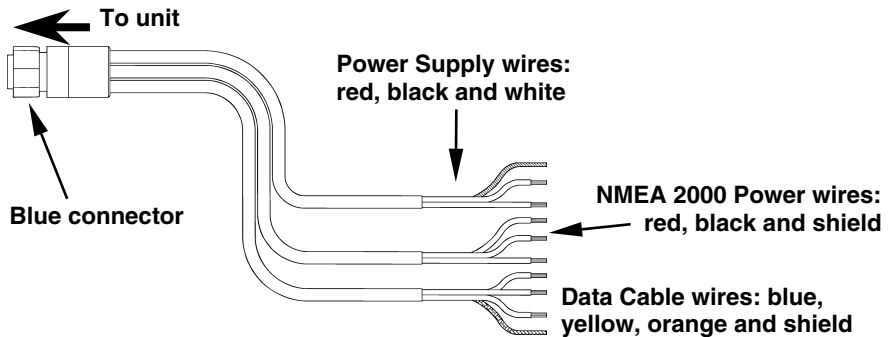 To unit
Power Supply wires:
red, black and white
Blue connector
NMEA 2000 Power wires:
red, black and shield
Data Cable wires: blue,
yellow, orange and shield